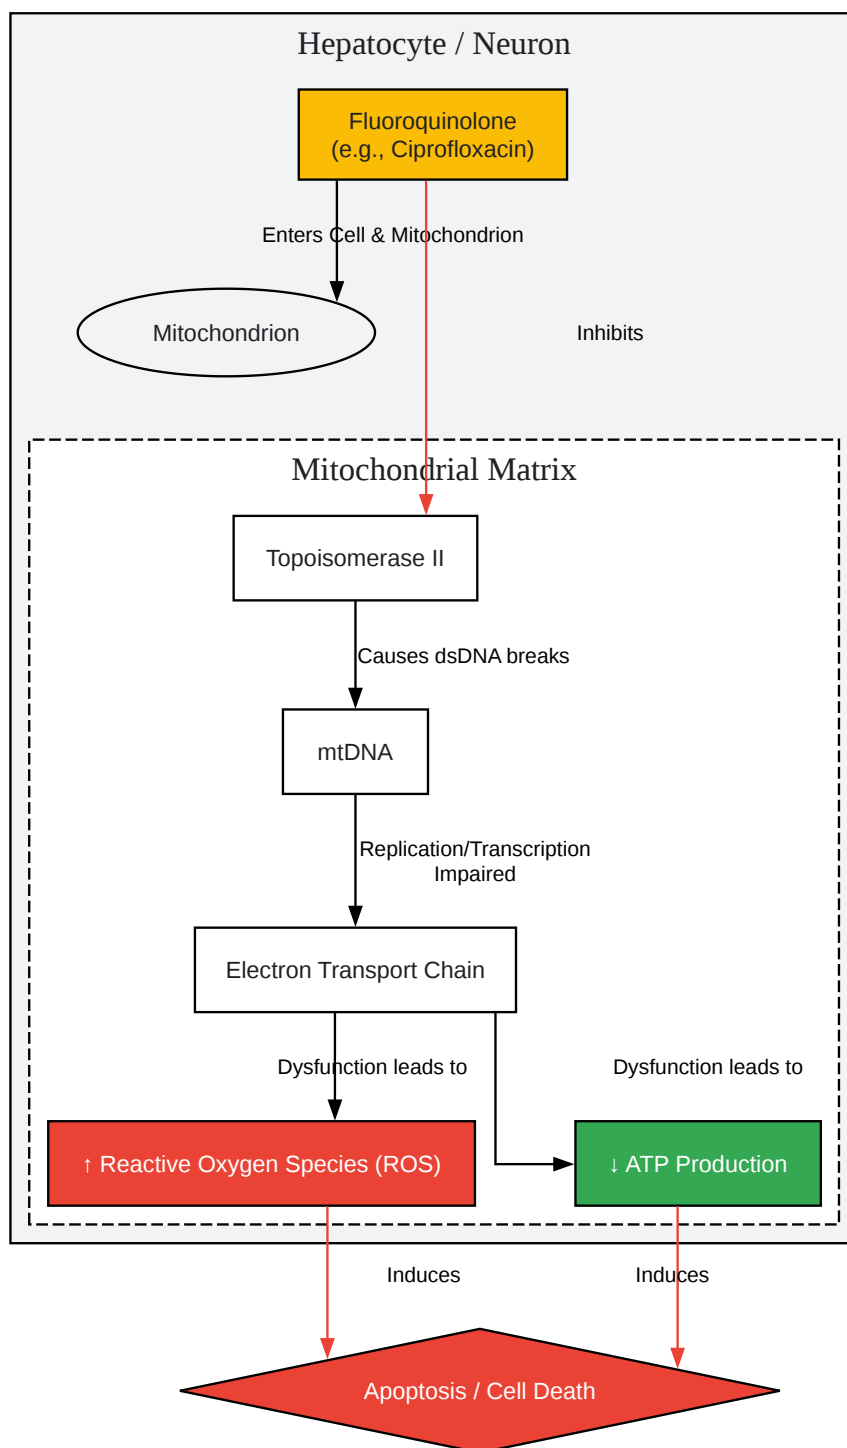 Hepatocyte / Neuron
Fluoroquinolone
(e.g., Ciprofloxacin)
Enters Cell & Mitochondrion
Mitochondrion
Inhibits
Mitochondrial Matrix
Topoisomerase II
Causes dsDNA breaks
mtDNA
Replication/Transcription
Impaired
Electron Transport Chain
Dysfunction leads to
Dysfunction leads to
↑ Reactive Oxygen Species (ROS)
↓ ATP Production
Induces
Induces
Apoptosis / Cell Death